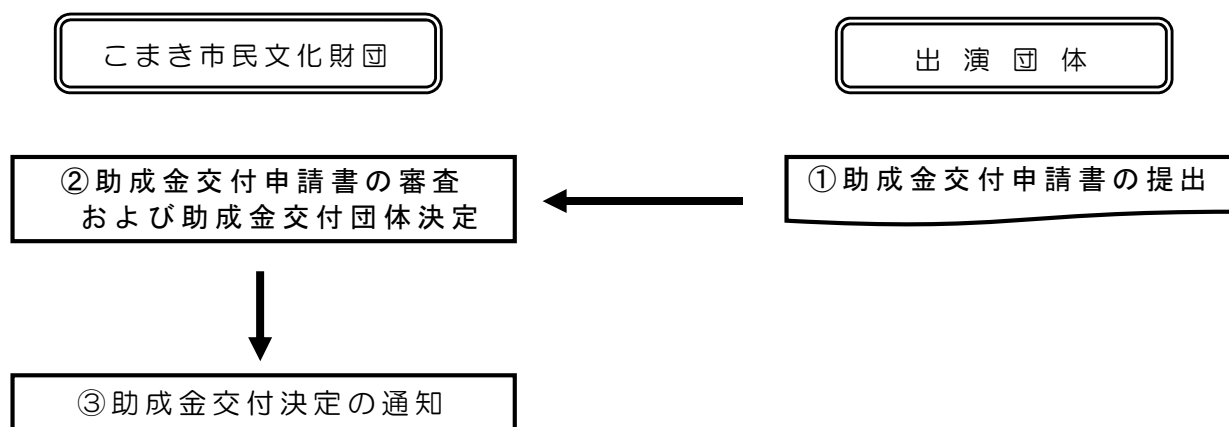 こまき市民文化財団
出演団体
②助成金交付申請書の審査
および助成金交付団体決定
①助成金交付申請書の提出
③助成金交付決定の通知